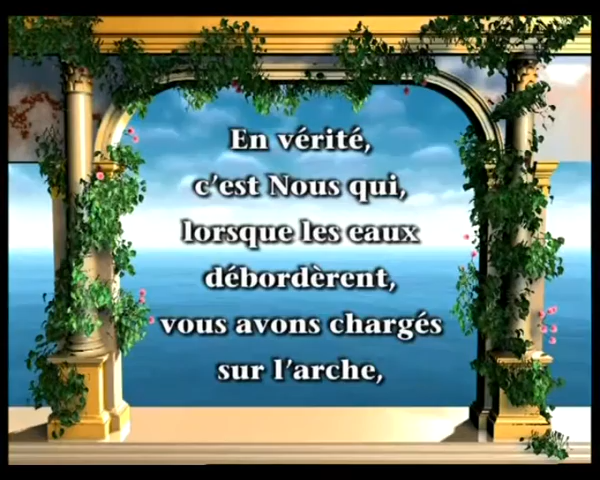 En vérité,
c'est Nous qui,
lorsque les eaux
débordèrent,
vous avons chargés
sur l'arche,